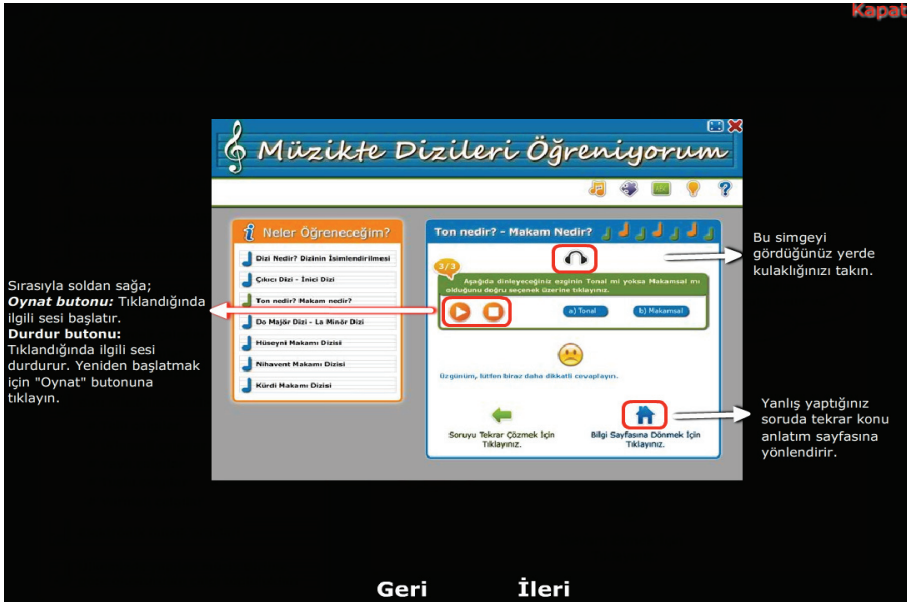 Kapat
Müzikte Dizileri Öğreniyorum
Neler Öğreneceğim?
Dizi Nedir? Dizinin İsimlendirilmesi
Çıkıcı Dizi - İnici Dizi
Ton nedir? Makam nedir?
Do Majör Dizi - La Minör Dizi
Hüseyni Makamı Dizisi
Nihavent Makamı Dizisi
Kürdi Makamı Dizisi
Ton nedir? - Makam Nedir?
3/3
Aşağıda dinleyeceğiniz ezginin Tonal mi yoksa Makamsal mı
olduğunu doğru seçenek üzerine tıklayınız.
a) Tonal
b) Makamsal
Üzgünüm, lütfen biraz daha dikkatli cevaplayın.
Soruyu Tekrar Çözmek İçin
Tıklayınız.
Bilgi Sayfasına Dönmek İçin
Tıklayınız.
Sırasıyla soldan sağa;
Oynat butonu: Tıklandığında
ilgili sesi başlatır.
Durdur butonu:
Tıklandığında ilgili sesi
durdurur. Yeniden başlatmak
için "Oynat" butonuna
tıklayın.
Bu simgeyi
gördüğünüz yerde
kulaklığınızı takın.
Yanlış yaptığınız
soruda tekrar konu
anlatım sayfasına
yönlendirir.
Geri
İleri